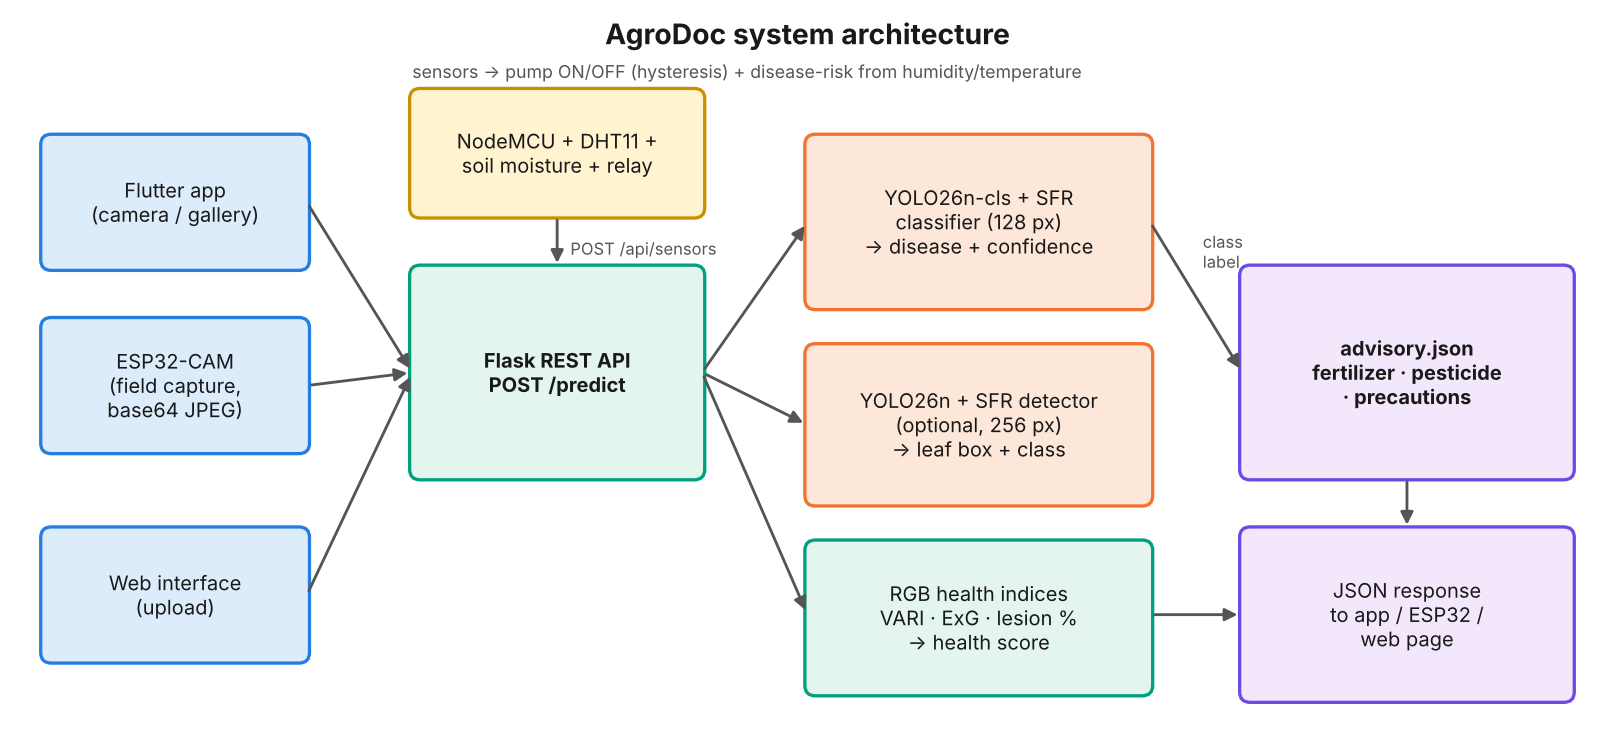 AgroDoc system architecture
sensors → pump ON/OFF (hysteresis) + disease-risk from humidity/temperature
NodeMCU + DHT11 +
soil moisture + relay
POST /api/sensors
Flutter app
(camera / gallery)
ESP32-CAM
(field capture,
base64 JPEG)
Web interface
(upload)
Flask REST API
POST /predict
YOLO26n-cls + SFR
classifier (128 px)
→ disease + confidence
YOLO26n + SFR detector
(optional, 256 px)
→ leaf box + class
RGB health indices
VARI · ExG · lesion %
→ health score
class
label
advisory.json
fertilizer · pesticide
· precautions
JSON response
to app / ESP32 /
web page